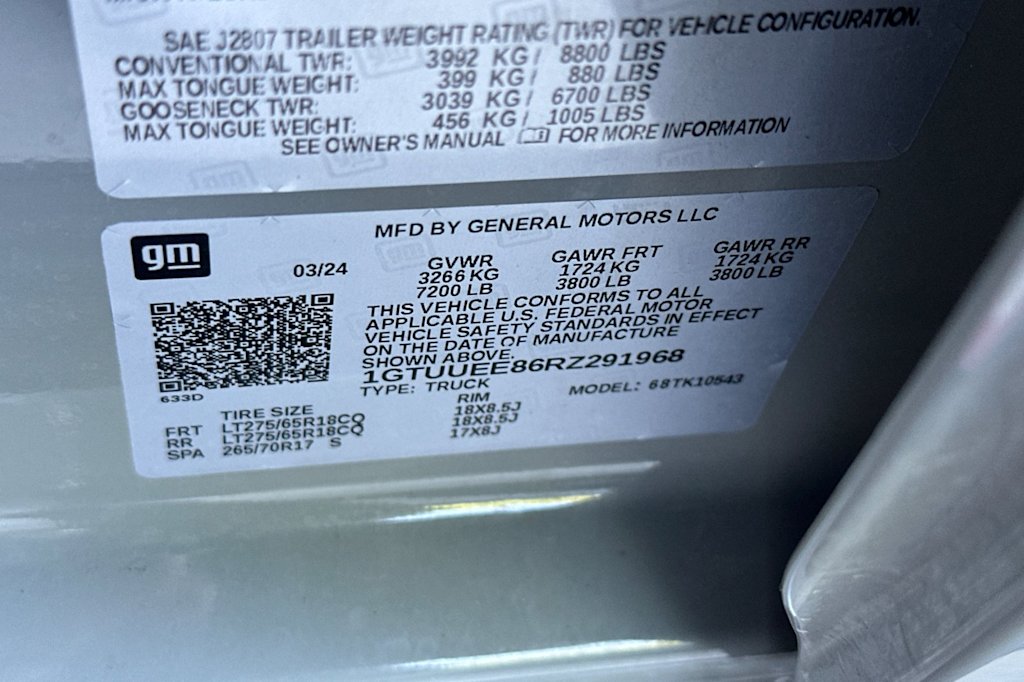 SAE J2807 TRAILER WEIGHT RATING (TWR) FOR VEHICLE CONFIGURATION.
CONVENTIONAL TWR: 3992 KG / 8800 LBS
MAX TONGUE WEIGHT: 399 KG / 880 LBS
GOOSENECK TWR: 3039 KG / 6700 LBS
MAX TONGUE WEIGHT: 456 KG / 1005 LBS
SEE OWNER'S MANUAL FOR MORE INFORMATION
gm
MFD BY GENERAL MOTORS LLC
03/24
GVWR GAWR FRT GAWR RR
3266 KG 1724 KG 1724 KG
7200 LB 3800 LB 3800 LB
THIS VEHICLE CONFORMS TO ALL
APPLICABLE U.S. FEDERAL MOTOR
VEHICLE SAFETY STANDARDS IN EFFECT
ON THE DATE OF MANUFACTURE
SHOWN ABOVE.
1GTUUEE86RZ291968
TYPE: TRUCK MODEL: 68TK10543
633D
TIRE SIZE RIM
FRT LT275/65R18CQ 18X8.5J
RR LT275/65R18CQ 18X8.5J
SPA 265/70R17 S 17X8J